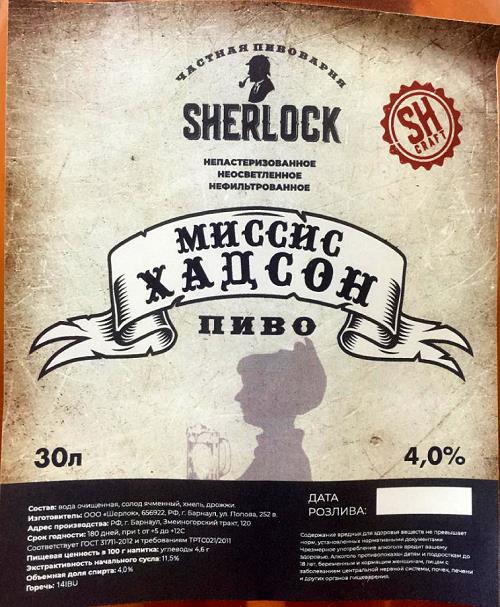 ЧАСТНАЯ ПИВОВАРНЯ
SHERLOCK
SH
CRAFT
НЕПАСТЕРИЗОВАННОЕ
НЕОСВЕТЛЕННОЕ
НЕФИЛЬТРОВАННОЕ
МИССИС
ХАДСОН
ПИВО
30л
4,0%
Состав: вода очищенная, солод ячменный, хмель, дрожжи.
Изготовитель: ООО «Шерлок», 656922, РФ, г. Барнаул, ул. Попова, 252 в.
Адрес производства: РФ, г. Барнаул, Змеиногорский тракт, 120
Срок годности: 180 дней, при t от +5 до +12С
Соответствует ГОСТ 31711-2012 и требованиям ТРТС021/2011
Пищевая ценность в 100 г напитка: углеводы 4,6 г
Экстрактивность начального сусла: 11,5%
Объемная доля спирта: 4,0%
Горечь: 14IBU
ДАТА
РОЗЛИВА:
Содержание вредных для здоровья веществ не превышает
норм, установленных нормативными документами
Чрезмерное употребление алкоголя вредит вашему
здоровью. Алкоголь противопоказан детям и подросткам до
18 лет, беременным и кормящим женщинам, лицам с
заболеванием центральной нервной системы, почек, печени
и других органов пищеварения.